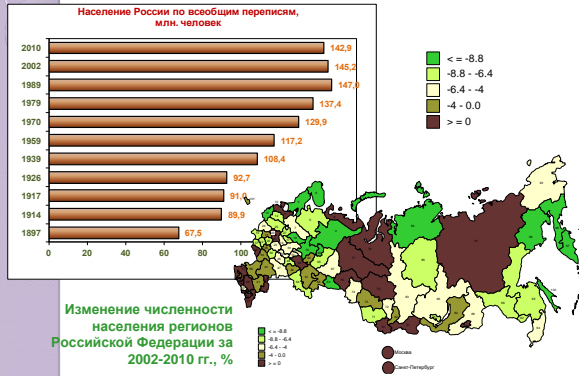 Население России по всеобщим переписям,
млн. человек
2010 142,9
2002 145,2
1989 147,0
1979 137,4
1970 129,9
1959 117,2
1939 108,4
1926 92,7
1917 91,0
1914 89,9
1897 67,5
0 20 40 60 80 100
<= -8.8
-8.8 - -6.4
-6.4 - -4
-4 - 0.0
>= 0
Изменение численности
населения регионов
Российской Федерации за
2002-2010 гг., %
<= -8.8
-8.8 - -6.4
-6.4 - -4
-4 - 0.0
>= 0
Москва
Санкт-Петербург